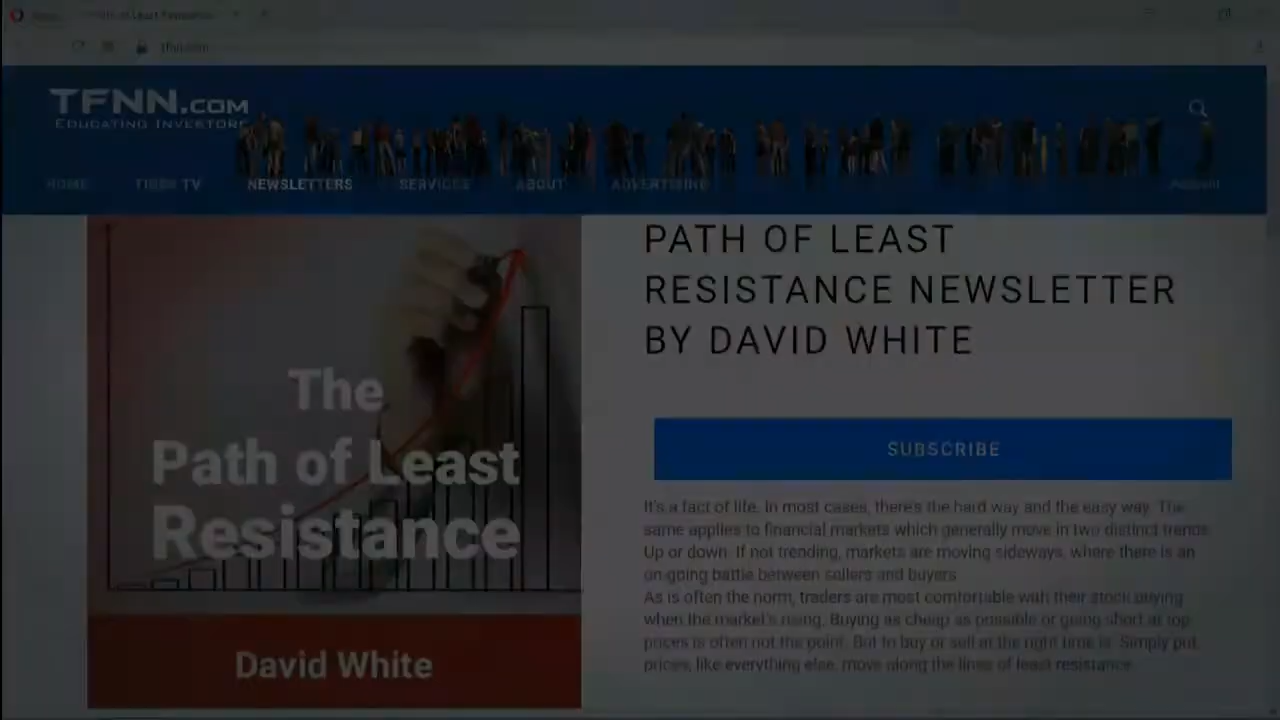 TFNN.COM
EDUCATING INVESTORS
HOME TIGER TV NEWSLETTERS SERVICES ABOUT ADVERTISING Account
PATH OF LEAST
RESISTANCE NEWSLETTER
BY DAVID WHITE
The
Path of Least
Resistance
David White
SUBSCRIBE
It's a fact of life. In most cases, there's the hard way and the easy way. The
same applies to financial markets which generally move in two distinct trends.
Up or down. If not trending, markets are moving sideways, where there is an
on-going battle between sellers and buyers.
As is often the norm, traders are most comfortable with their stock buying
when the market's rising. Buying as cheap as possible or going short at top
prices is often not the point. But to buy or sell at the right time is. Simply put,
prices, like everything else, move along the lines of least resistance.